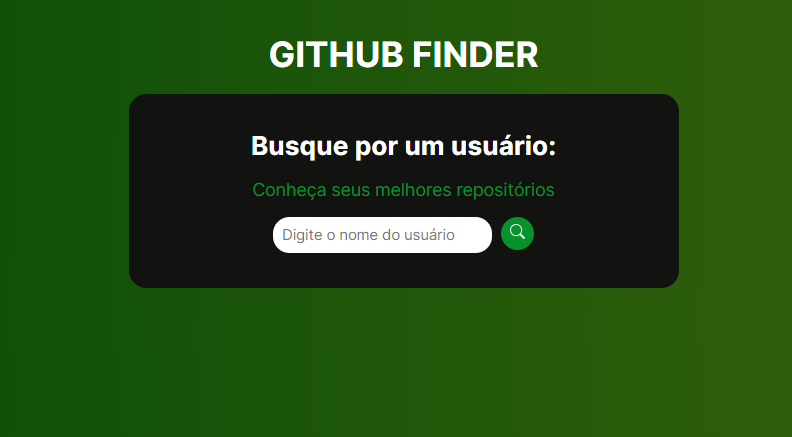 GITHUB FINDER
Busque por um usuário:
Conheça seus melhores repositórios
Digite o nome do usuário